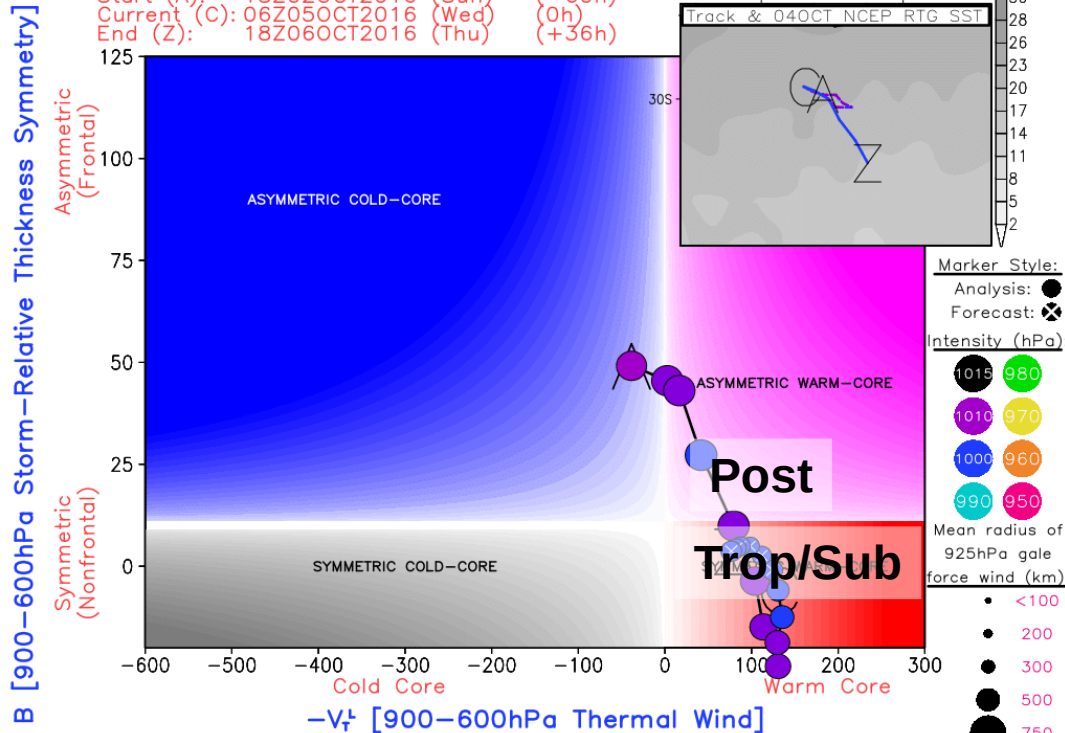 Current (C): 06Z05OCT2016 (Wed) (0h)
End (Z): 18Z06OCT2016 (Thu) (+36h)
Track & 04OCT NCEP RTG SST
30S
A
Z
28
26
23
20
17
14
11
8
5
2
B [900-600hPa Storm-Relative Thickness Symmetry]
Asymmetric
(Frontal)
Symmetric
(Nonfrontal)
125
100
75
50
25
0
ASYMMETRIC COLD-CORE
ASYMMETRIC WARM-CORE
SYMMETRIC COLD-CORE
Post
Trop/Sub
A
-600
-500
-400
-300
-200
-100
0
100
200
300
Cold Core
Warm Core
-V_T^L [900-600hPa Thermal Wind]
Marker Style:
Analysis:
Forecast:
Intensity (hPa):
1015 980
1010 970
1000 960
990 950
Mean radius of
925hPa gale
force wind (km)
<100
200
300
500
750